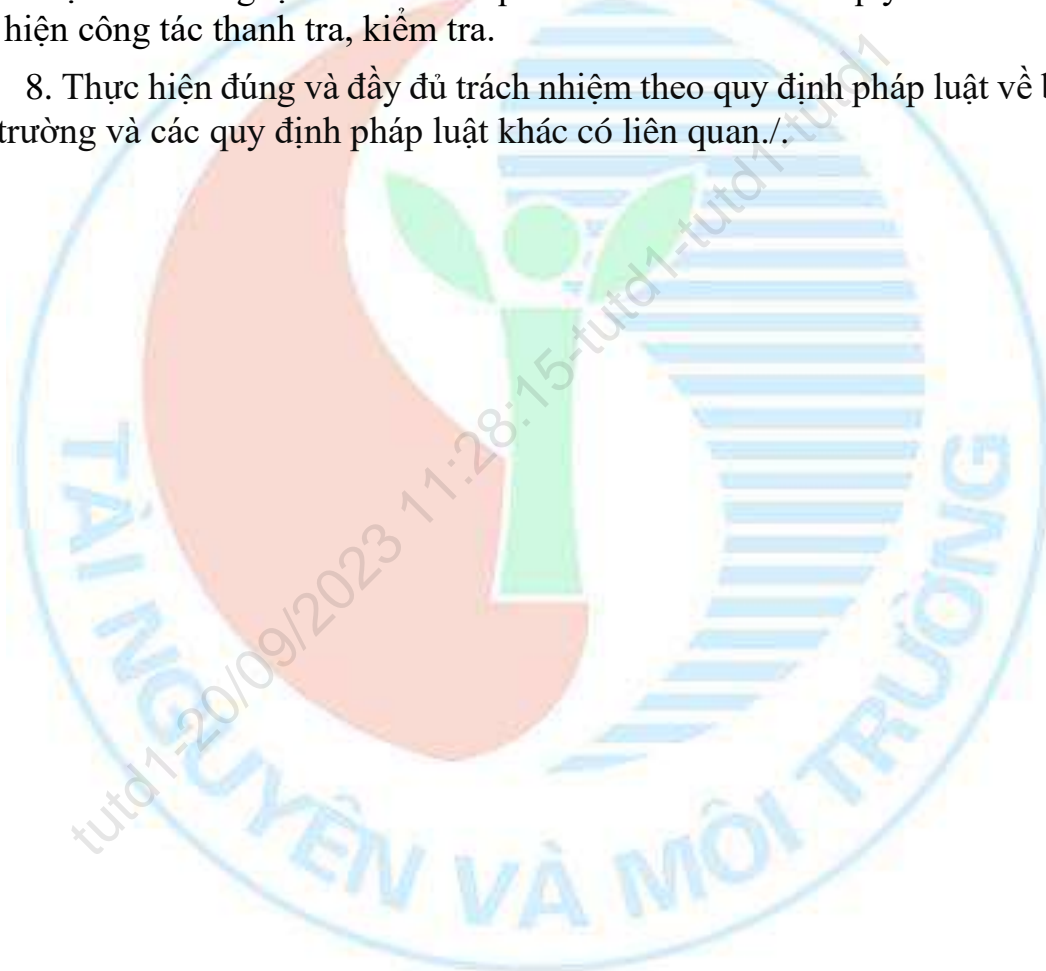 hiện công tác thanh tra, kiểm tra.
8. Thực hiện đúng và đầy đủ trách nhiệm theo quy định pháp luật về
trường và các quy định pháp luật khác có liên quan./.
TÀI NGUYÊN VÀ MÔI TRƯỜNG
tutd1-20/09/2023 11:28:15-tutd1-tutd1-tutd1